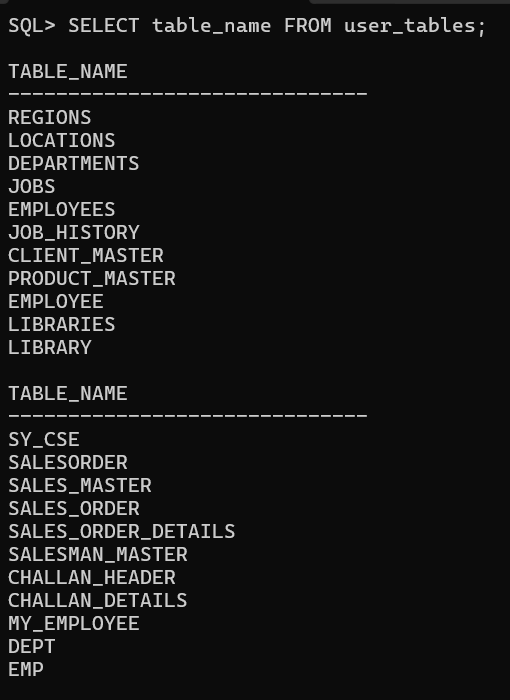 SQL> SELECT table_name FROM user_tables;
TABLE_NAME
------------------------------
REGIONS
LOCATIONS
DEPARTMENTS
JOBS
EMPLOYEES
JOB_HISTORY
CLIENT_MASTER
PRODUCT_MASTER
EMPLOYEE
LIBRARIES
LIBRARY
TABLE_NAME
------------------------------
SY_CSE
SALESORDER
SALES_MASTER
SALES_ORDER
SALES_ORDER_DETAILS
SALESMAN_MASTER
CHALLAN_HEADER
CHALLAN_DETAILS
MY_EMPLOYEE
DEPT
EMP